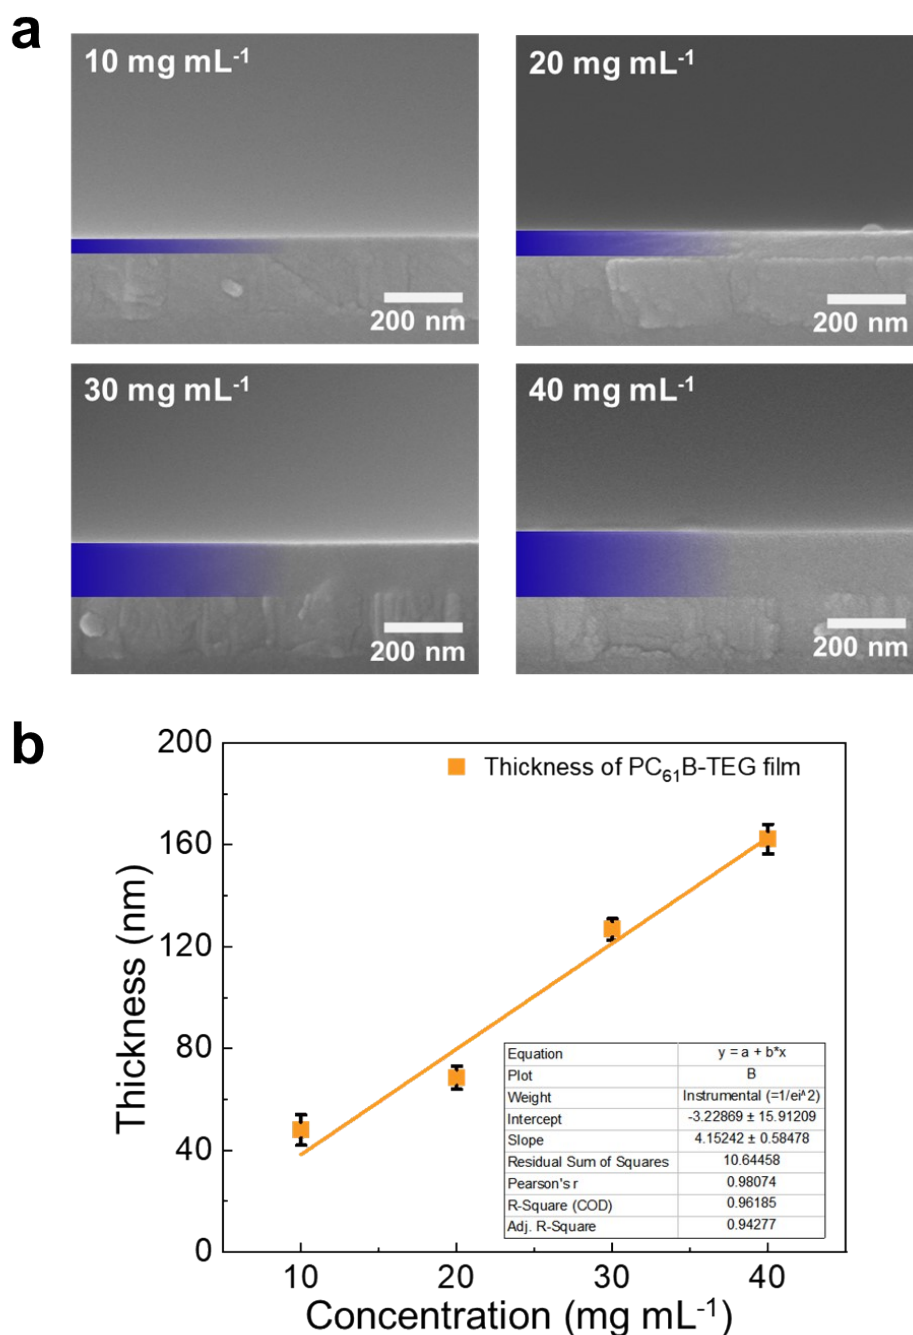 a
10 mg mL⁻¹
200 nm
20 mg mL⁻¹
200 nm
30 mg mL⁻¹
200 nm
40 mg mL⁻¹
200 nm
b
Thickness of PC₆₁B-TEG film
Thickness (nm)
200
160
120
80
40
0
Equation y = a + b*x
Plot B
Weight Instrumental (=1/ei^2)
Intercept -3.22869 ± 15.91209
Slope 4.15242 ± 0.58478
Residual Sum of Squares 10.64458
Pearson's r 0.98074
R-Square (COD) 0.96185
Adj. R-Square 0.94277
10 20 30 40
Concentration (mg mL⁻¹)